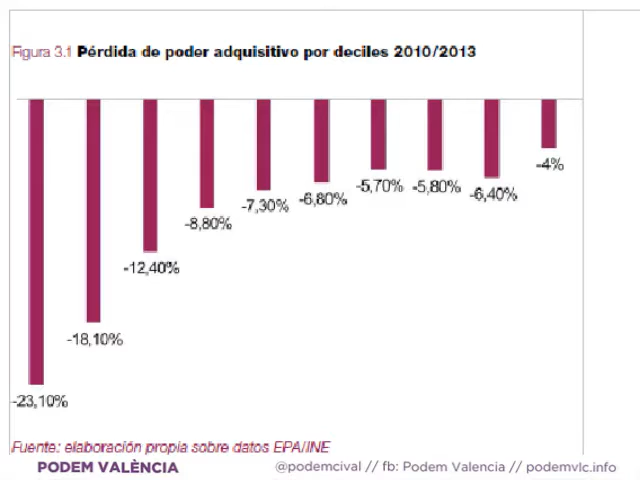 Figura 3.1 Pérdida de poder adquisitivo por deciles 2010/2013
-4%
-5,70%
-5,80%
-6,40%
-6,80%
-7,30%
-8,80%
-12,40%
-18,10%
-23,10%
Fuente: elaboración propia sobre datos EPA/INE
PODEM VALÈNCIA
@podemcival // fb: Podem Valencia // podemvlc.info